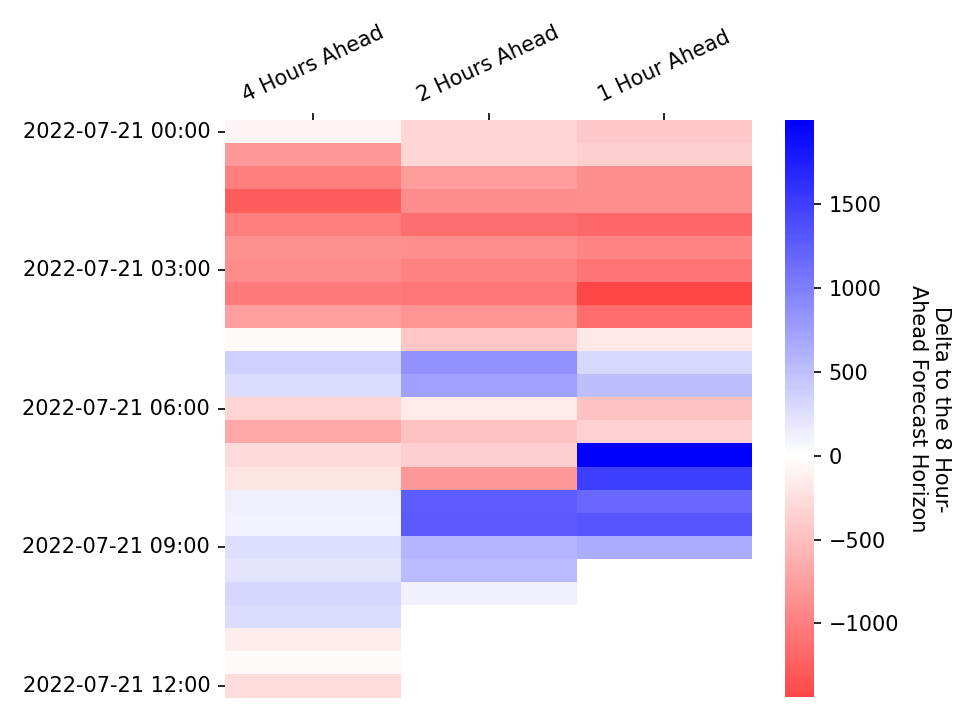 4 Hours Ahead
2 Hours Ahead
1 Hour Ahead
2022-07-21 00:00
2022-07-21 03:00
2022-07-21 06:00
2022-07-21 09:00
2022-07-21 12:00
1500
1000
500
0
−500
−1000
Delta to the 8 Hour-
Ahead Forecast Horizon